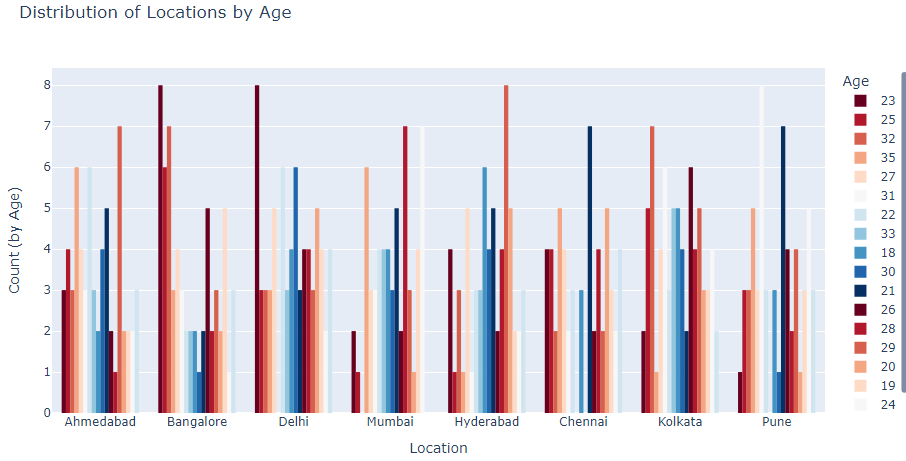 Distribution of Locations by Age
Count (by Age)
8
7
6
5
4
3
2
1
0
Ahmedabad
Bangalore
Delhi
Mumbai
Hyderabad
Chennai
Kolkata
Pune
Location
Age
23
25
32
35
27
31
22
33
18
30
21
26
28
29
20
19
24